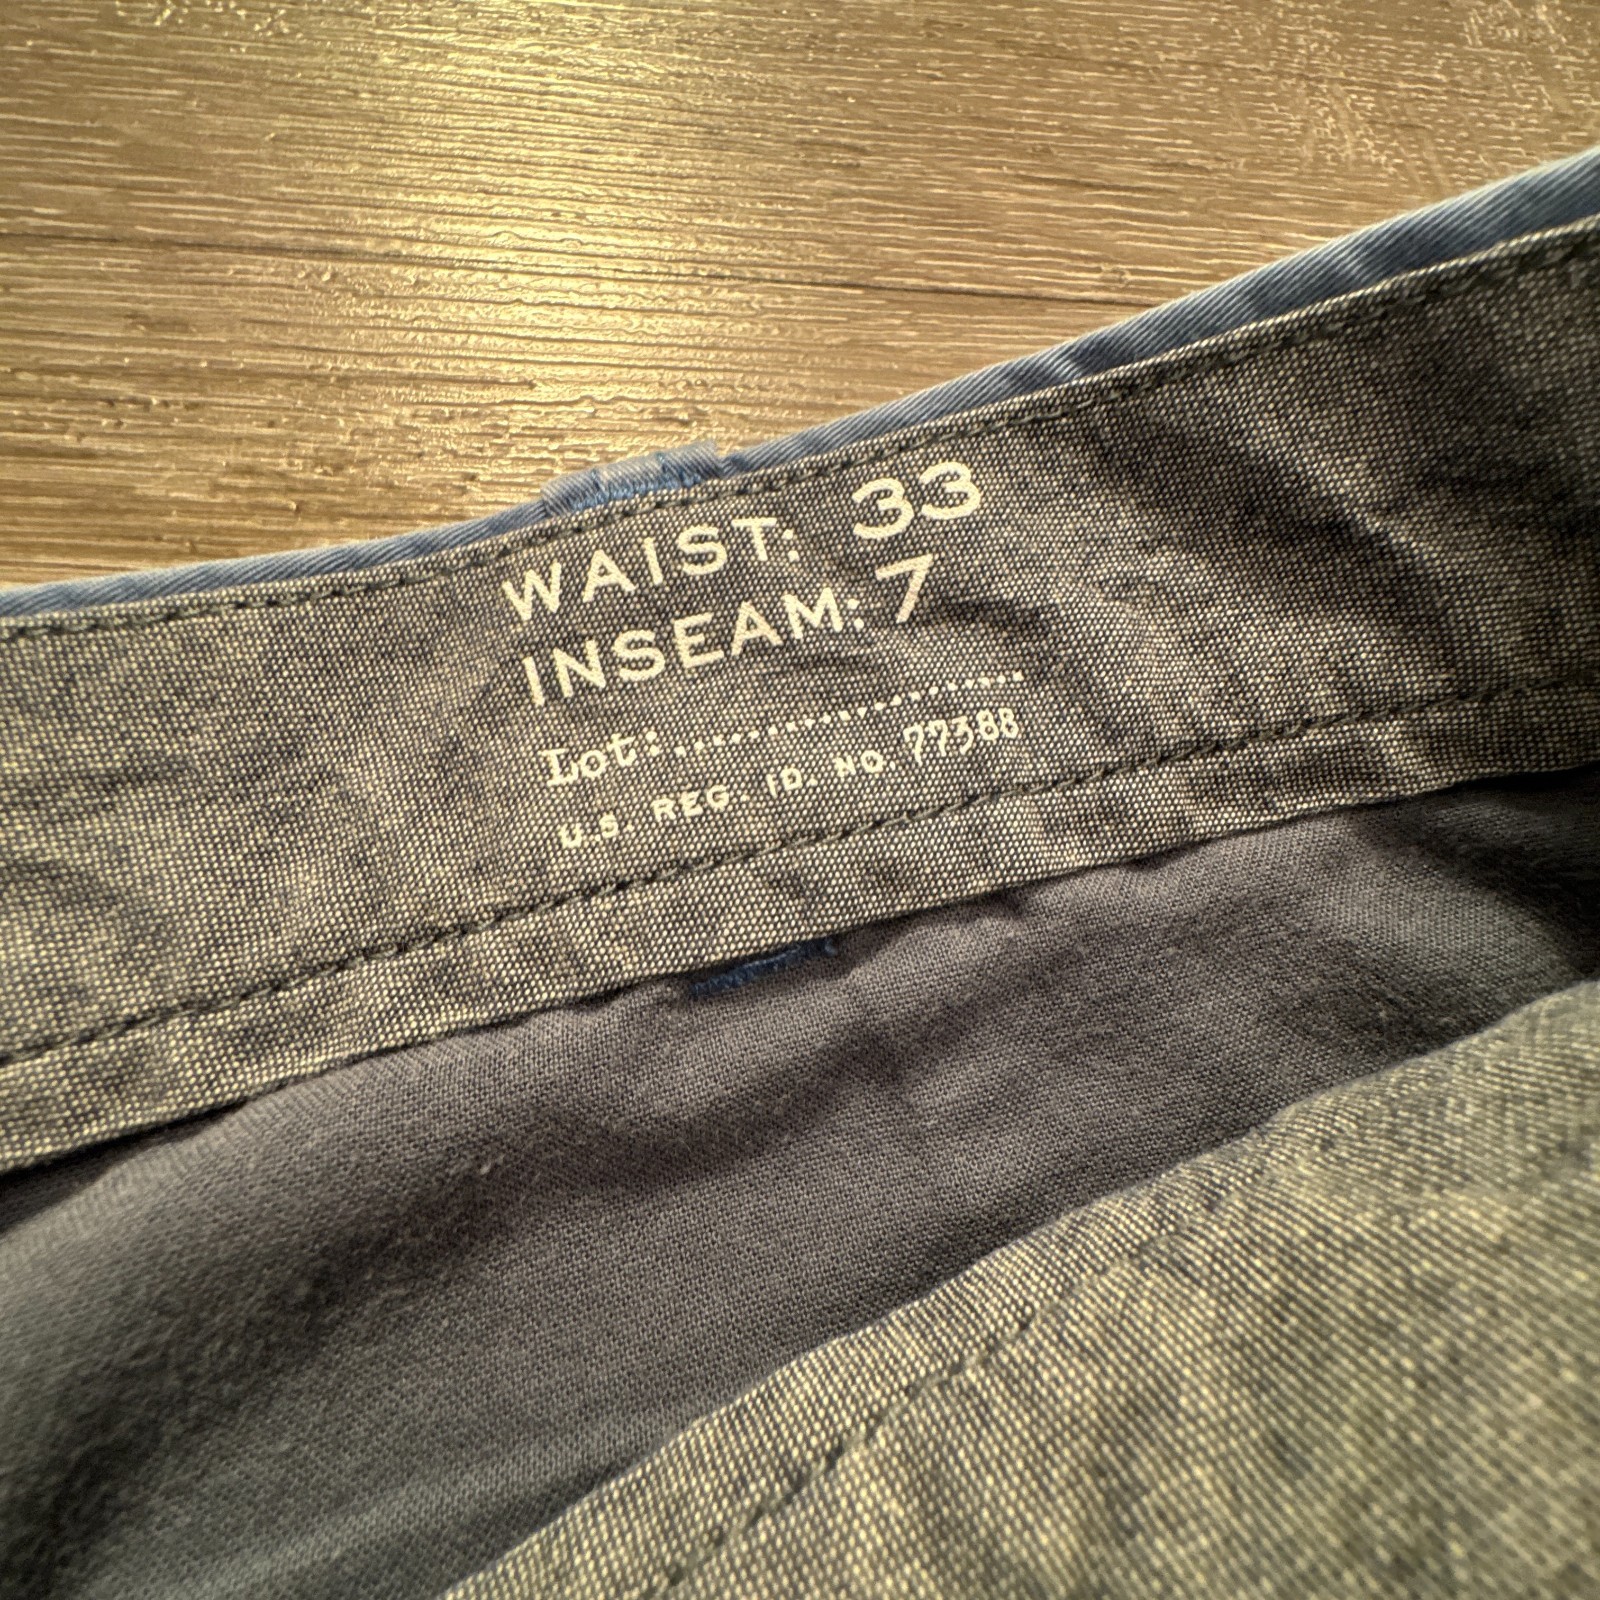 WAIST: 33
INSEAM: 7
Lot:..........................
U.S. REG. ID. NO. 77388